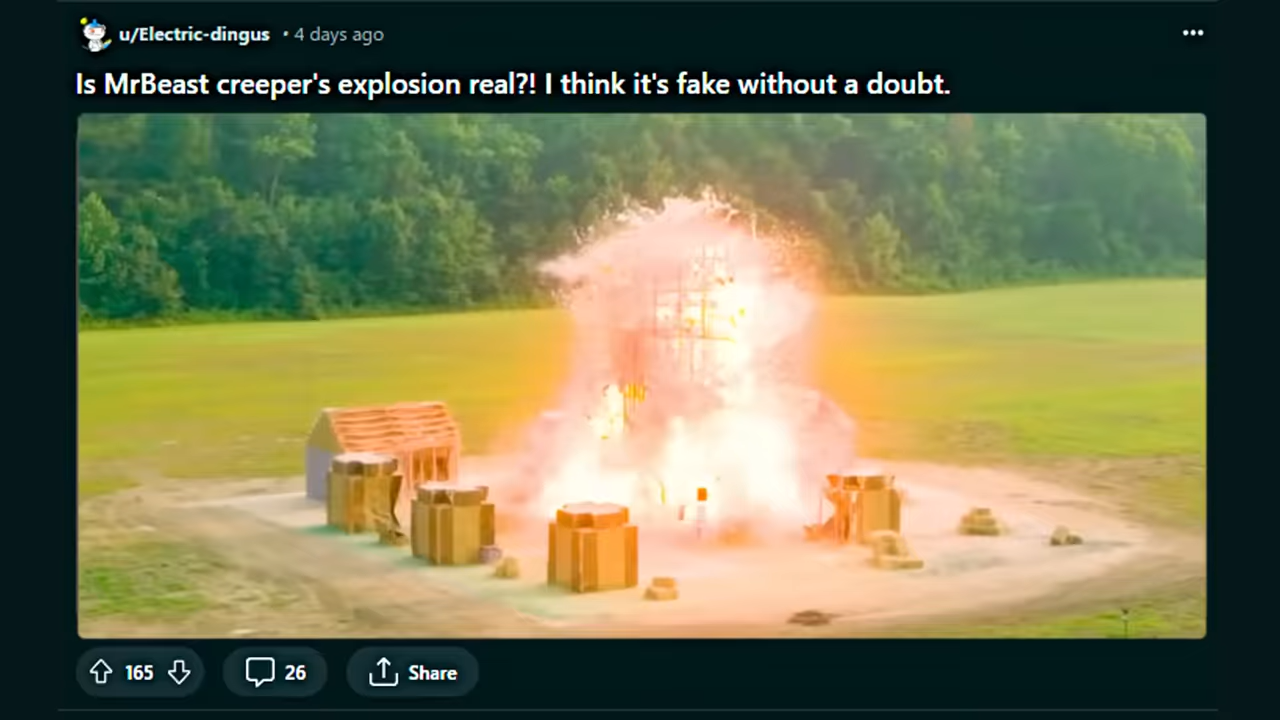 u/Electric-dingus • 4 days ago
Is MrBeast creeper's explosion real?! I think it's fake without a doubt.
165 26 Share